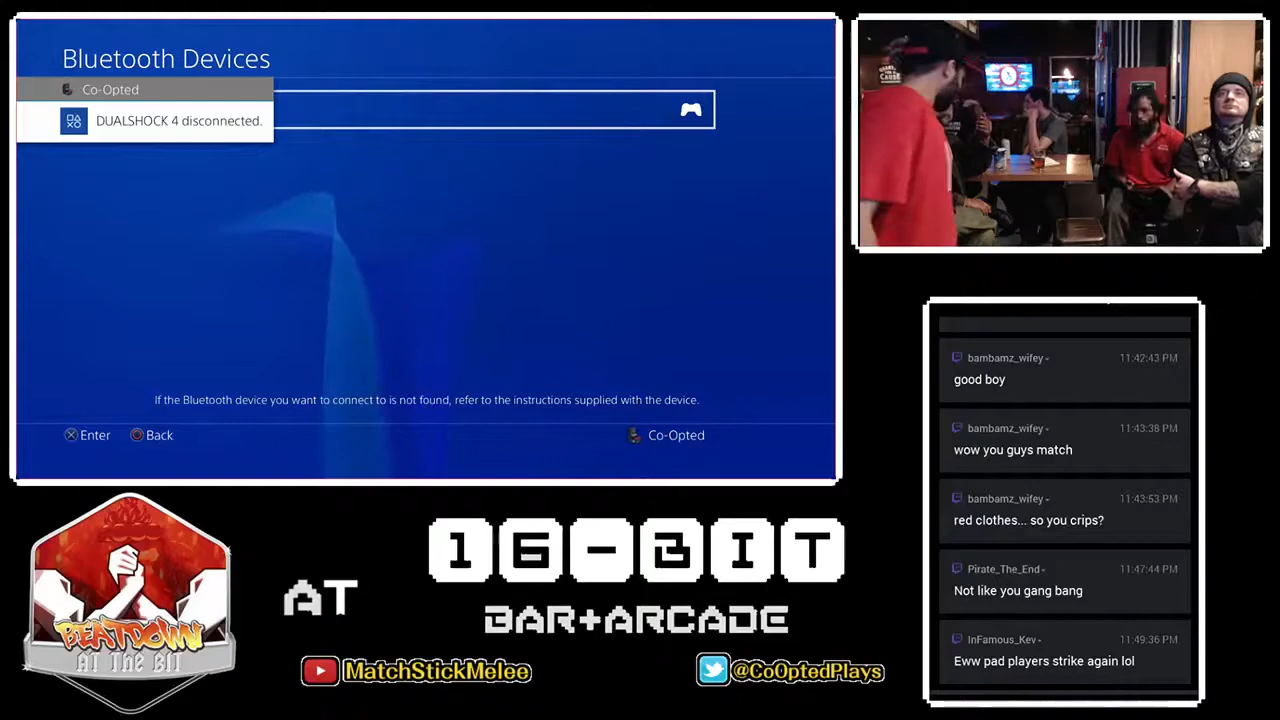 Bluetooth Devices
Co-Opted
DUALSHOCK 4 disconnected.
If the Bluetooth device you want to connect to is not found, refer to the instructions supplied with the device.
Enter
Back
Co-Opted
bambamz_wifey
11:42:43 PM
good boy
bambamz_wifey
11:43:38 PM
wow you guys match
bambamz_wifey
11:43:53 PM
red clothes... so you crips?
Pirate_The_End
11:47:44 PM
Not like you gang bang
InFamous_Kev
11:49:36 PM
Eww pad players strike again lol
BEATDOWN
AT THE BIT
AT
16-BIT
BAR+ARCADE
MatchStickMelee
@CoOptedPlays